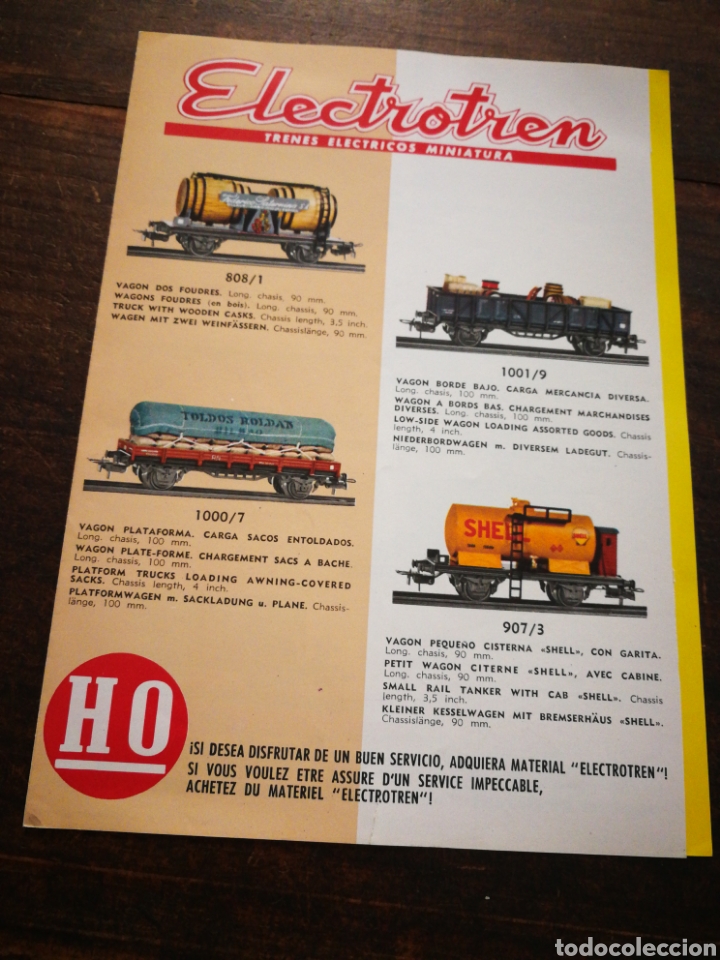 Electrotren
TRENES ELECTRICOS MINIATURA
808/1
VAGON DOS FOUDRES. Long. chasis, 90 mm.
WAGONS FOUDRES (en bois). Long. chassis, 90 mm.
TRUCK WITH WOODEN CASKS. Chassis length, 3,5 inch.
WAGEN MIT ZWEI WEINFÄSSERN. Chassislänge, 90 mm.
1001/9
VAGON BORDE BAJO. CARGA MERCANCIA DIVERSA.
Long. chasis, 100 mm.
WAGON A BORDS BAS. CHARGEMENT MARCHANDISES
DIVERSES. Long. chassis, 100 mm.
LOW-SIDE WAGON LOADING ASSORTED GOODS. Chassis
length, 4 inch.
NIEDERBORDWAGEN m. DIVERSEM LADEGUT. Chassis-
länge, 100 mm.
TOLDOS ROLDAN
BILBAO
1000/7
VAGON PLATAFORMA. CARGA SACOS ENTOLDADOS.
Long. chasis, 100 mm.
WAGON PLATE-FORME. CHARGEMENT SACS A BACHE.
Long. chassis, 100 mm.
PLATFORM TRUCKS LOADING AWNING-COVERED
SACKS. Chassis length, 4 inch.
PLATFORMWAGEN m. SACKLADUNG u. PLANE. Chassis-
länge, 100 mm.
SHELL
907/3
VAGON PEQUEÑO CISTERNA «SHELL», CON GARITA.
Long. chasis, 90 mm.
PETIT WAGON CITERNE «SHELL», AVEC CABINE.
Long. chassis, 90 mm.
SMALL RAIL TANKER WITH CAB «SHELL». Chassis
length, 3,5 inch.
KLEINER KESSELWAGEN MIT BREMSERHÄUS «SHELL».
Chassislänge, 90 mm.
HO
¡SI DESEA DISFRUTAR DE UN BUEN SERVICIO, ADQUIERA MATERIAL "ELECTROTREN"!
SI VOUS VOULEZ ETRE ASSURE D'UN SERVICE IMPECCABLE,
ACHETEZ DU MATERIEL "ELECTROTREN"!
todocoleccion